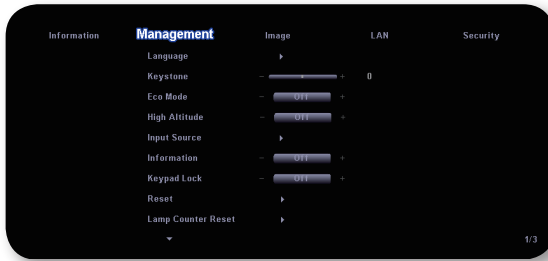 Information Management Image LAN Security
Language
Keystone - + 0
Eco Mode - Off +
High Altitude - Off +
Input Source
Information - Off +
Keypad Lock - Off +
Reset
Lamp Counter Reset
1/3